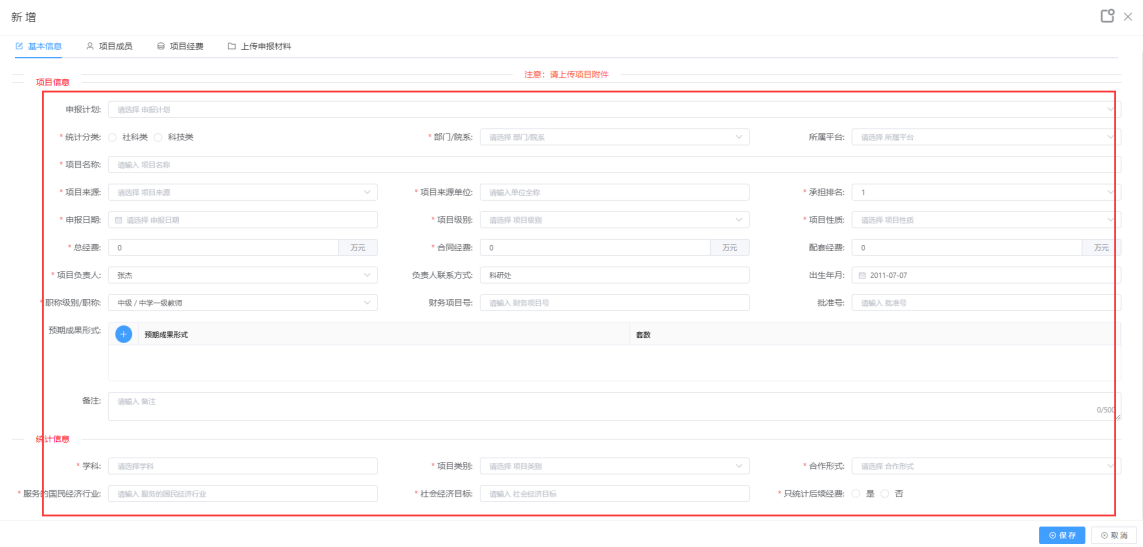 新增
基本信息 项目成员 项目经费 上传申报材料
注意：请上传项目附件
项目信息
申报计划: 请选择 申报计划
* 统计分类: 社科类 科技类 * 部门/院系: 请选择 部门/院系 所属平台: 请选择 所属平台
* 项目名称: 请输入 项目名称
* 项目来源: 请选择 项目来源 * 项目来源单位: 请输入单位全称 * 承担排名: 1
* 申报日期: 请选择 申报日期 * 项目级别: 请选择 项目级别 * 项目性质: 请选择 项目性质
* 总经费: 0 万元 * 合同经费: 0 万元 配套经费: 0 万元
* 项目负责人: 张杰 负责人联系方式: 科研处 出生年月: 2011-07-07
* 职称级别/职称: 中级 / 中学一级教师 财务项目号: 请输入 财务项目号 批准号: 请输入 批准号
预期成果形式: + 预期成果形式 套数
备注: 请输入 备注
0/500
统计信息
* 学科: 请选择学科 * 项目类别: 请选择 项目类别 * 合作形式: 请选择 合作形式
* 服务的国民经济行业: 请输入 服务的国民经济行业 * 社会经济目标: 请输入 社会经济目标 * 只统计后续经费: 是 否
保存 取消